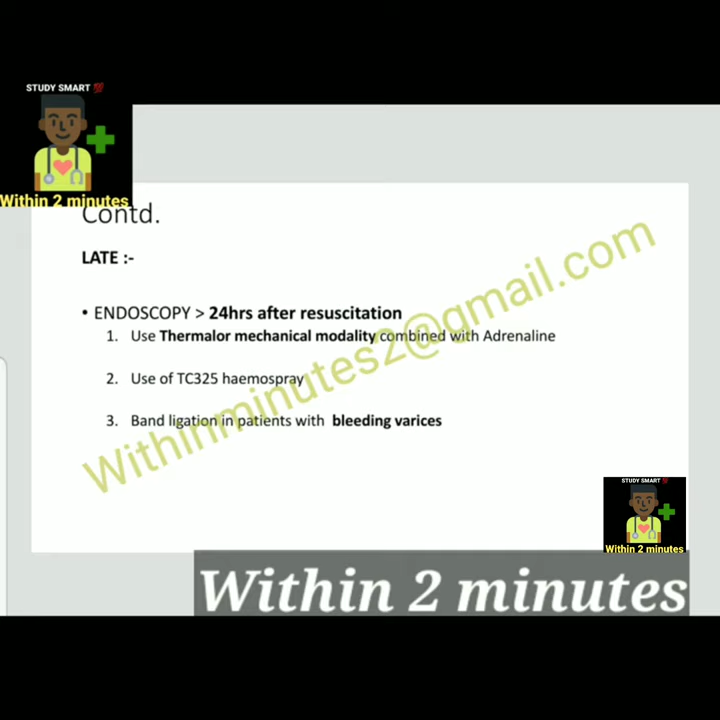 STUDY SMART 💯
Within 2 minutes
Contd.
LATE :-
• ENDOSCOPY > 24hrs after resuscitation
1. Use Thermalor mechanical modality combined with Adrenaline
2. Use of TC325 haemospray
3. Band ligation in patients with bleeding varices
Withinminutes2@gmail.com
STUDY SMART 💯
Within 2 minutes
Within 2 minutes